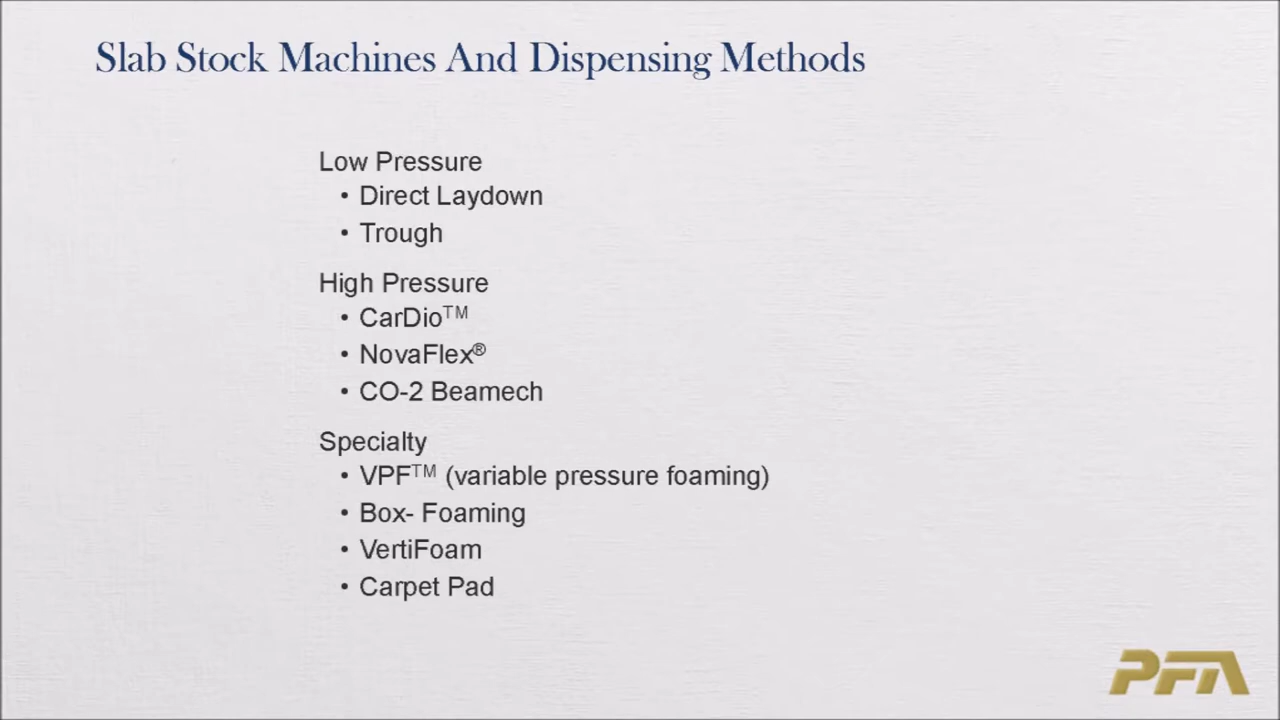 Slab Stock Machines And Dispensing Methods
Low Pressure
• Direct Laydown
• Trough
High Pressure
• CarDio™
• NovaFlex®
• CO-2 Beamech
Specialty
• VPF™ (variable pressure foaming)
• Box- Foaming
• VertiFoam
• Carpet Pad
PFA